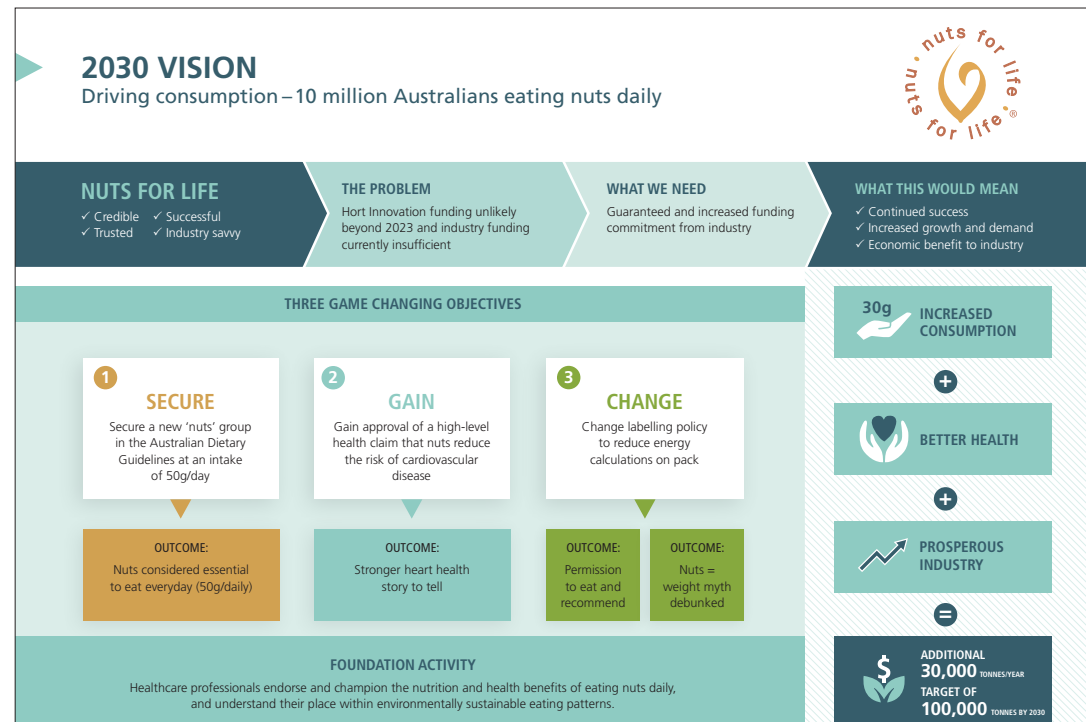 2030 VISION
Driving consumption – 10 million Australians eating nuts daily
nuts for life • nuts for life • ®
NUTS FOR LIFE
✓ Credible ✓ Successful
✓ Trusted ✓ Industry savvy
THE PROBLEM
Hort Innovation funding unlikely
beyond 2023 and industry funding
currently insufficient
WHAT WE NEED
Guaranteed and increased funding
commitment from industry
WHAT THIS WOULD MEAN
✓ Continued success
✓ Increased growth and demand
✓ Economic benefit to industry
THREE GAME CHANGING OBJECTIVES
1
SECURE
Secure a new ‘nuts’ group
in the Australian Dietary
Guidelines at an intake
of 50g/day
OUTCOME:
Nuts considered essential
to eat everyday (50g/daily)
2
GAIN
Gain approval of a high-level
health claim that nuts reduce
the risk of cardiovascular
disease
OUTCOME:
Stronger heart health
story to tell
3
CHANGE
Change labelling policy
to reduce energy
calculations on pack
OUTCOME:
Permission
to eat and
recommend
OUTCOME:
Nuts =
weight myth
debunked
FOUNDATION ACTIVITY
Healthcare professionals endorse and champion the nutrition and health benefits of eating nuts daily,
and understand their place within environmentally sustainable eating patterns.
30g
INCREASED
CONSUMPTION
+
BETTER HEALTH
+
PROSPEROUS
INDUSTRY
=
$
ADDITIONAL
30,000 TONNES/YEAR
TARGET OF
100,000 TONNES BY 2030